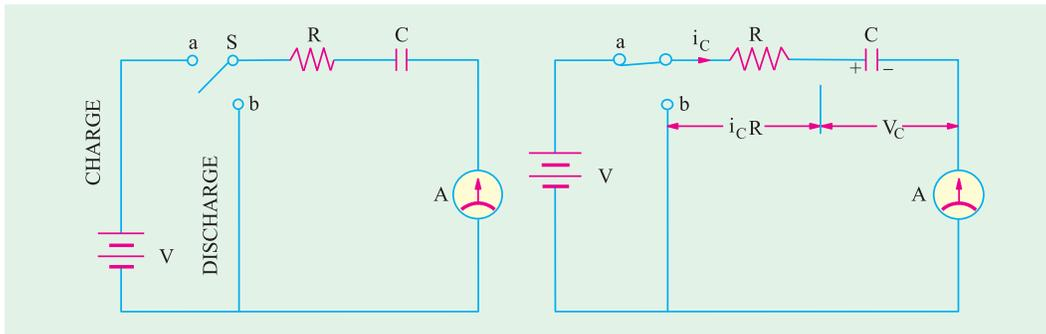 a S R C
b
CHARGE
DISCHARGE
A
V
a i_C R C
+ −
b
i_C R V_C
V
A